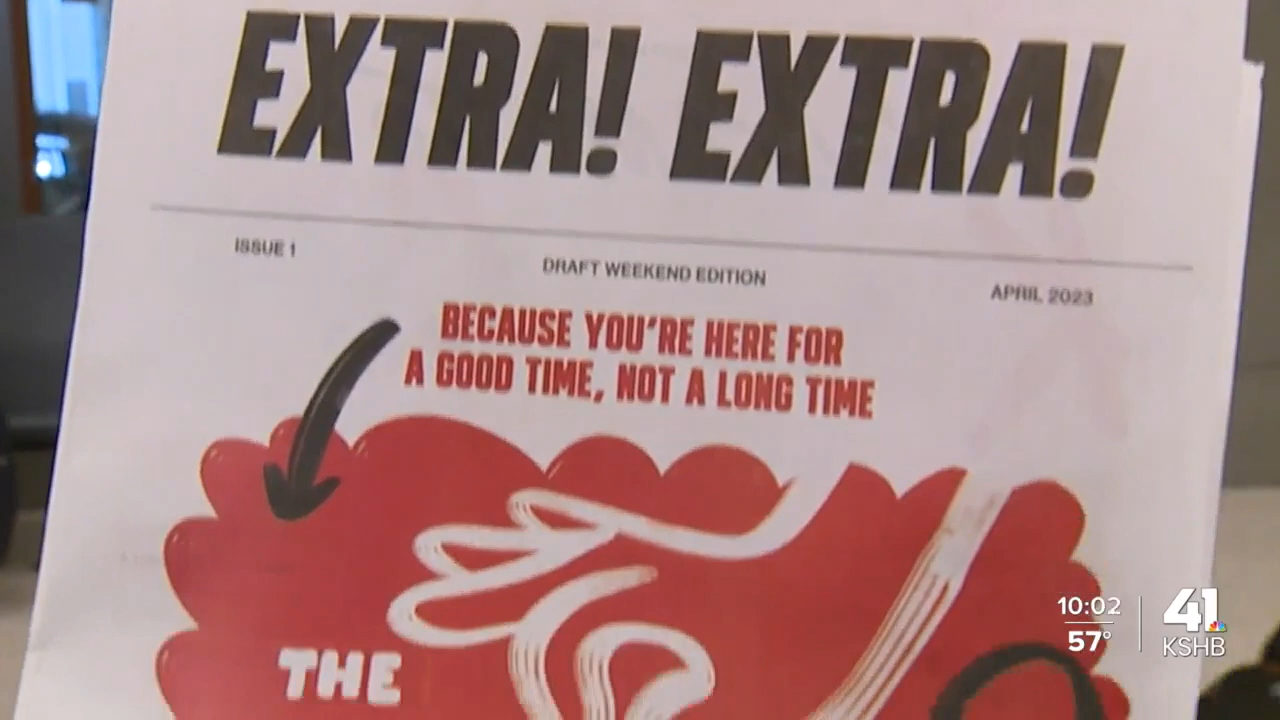 EXTRA! EXTRA!
ISSUE 1
DRAFT WEEKEND EDITION
APRIL 2023
BECAUSE YOU'RE HERE FOR
A GOOD TIME, NOT A LONG TIME
THE
10:02
57°
41
KSHB